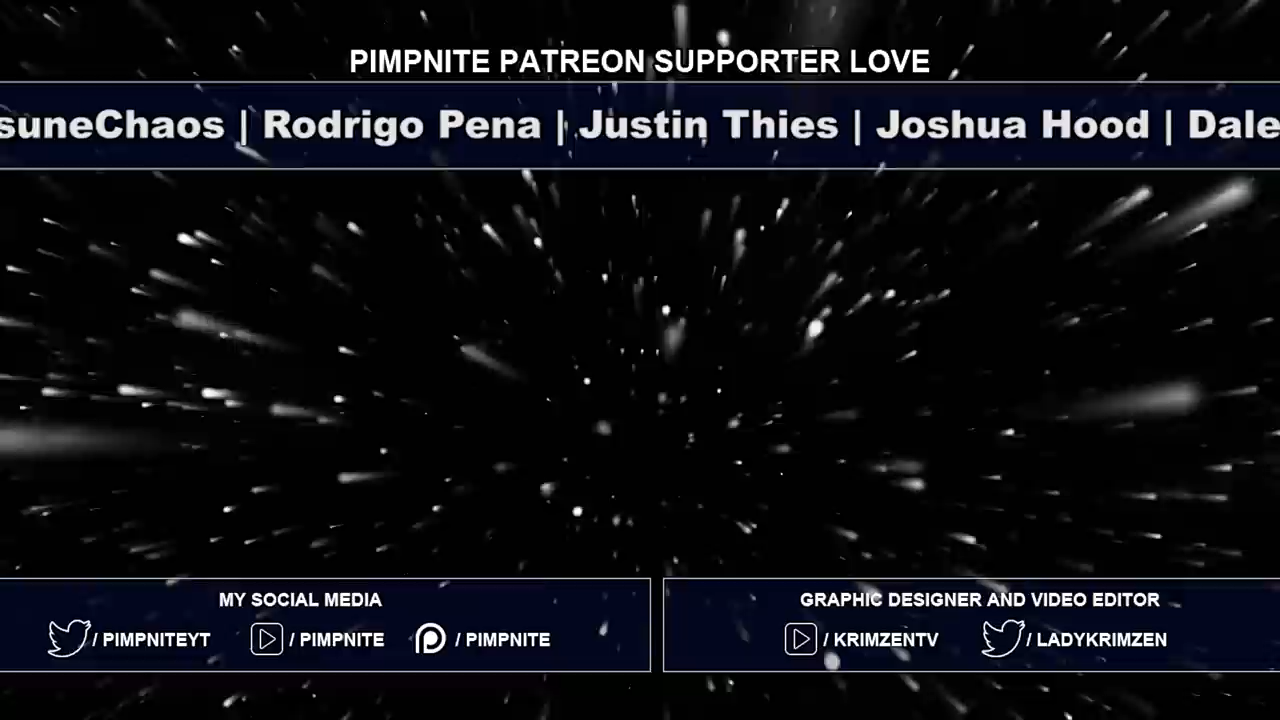 PIMPNITE PATREON SUPPORTER LOVE
suneChaos | Rodrigo Pena | Justin Thies | Joshua Hood | Dale
MY SOCIAL MEDIA
/ PIMPNITEYT / PIMPNITE / PIMPNITE
GRAPHIC DESIGNER AND VIDEO EDITOR
/ KRIMZENTV / LADYKRIMZEN